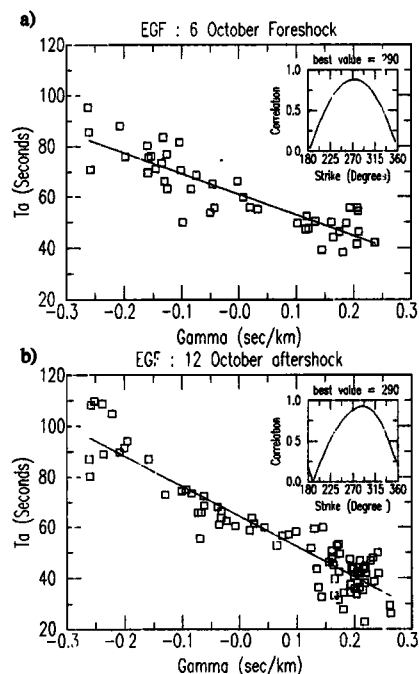 a)
EGF : 6 October Foreshock
Ta (Seconds)
120
100
80
60
40
20
-0.3 -0.2 -0.1 -0.0 0.1 0.2 0.3
Gamma (sec/km)
best value = 290
Correlation
1.0
0.5
0.0
180 225 270 315 360
Strike (Degrees)
b)
EGF : 12 October aftershock
Ta (Seconds)
120
100
80
60
40
20
-0.3 -0.2 -0.1 -0.0 0.1 0.2 0.3
Gamma (sec/km)
best value = 290
Correlation
1.0
0.5
0.0
180 225 270 315 360
Strike (Degree )